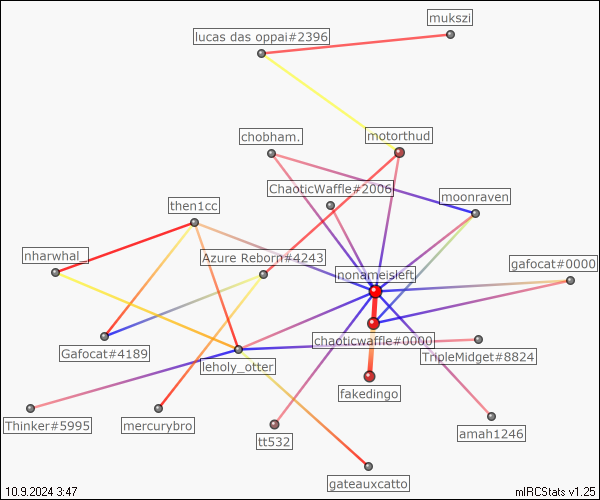 mukszi
lucas das oppai#2396
chobham.
motorthud
ChaoticWaffle#2006
moonraven
then1cc
nharwhal_
Azure Reborn#4243
nonameisleft
gafocat#0000
Gafocat#4189
chaoticwaffle#0000
TripleMidget#8824
leholy_otter
fakedingo
Thinker#5995
mercurybro
tt532
amah1246
gateauxcatto
10.9.2024 3:47
mIRCStats v1.25